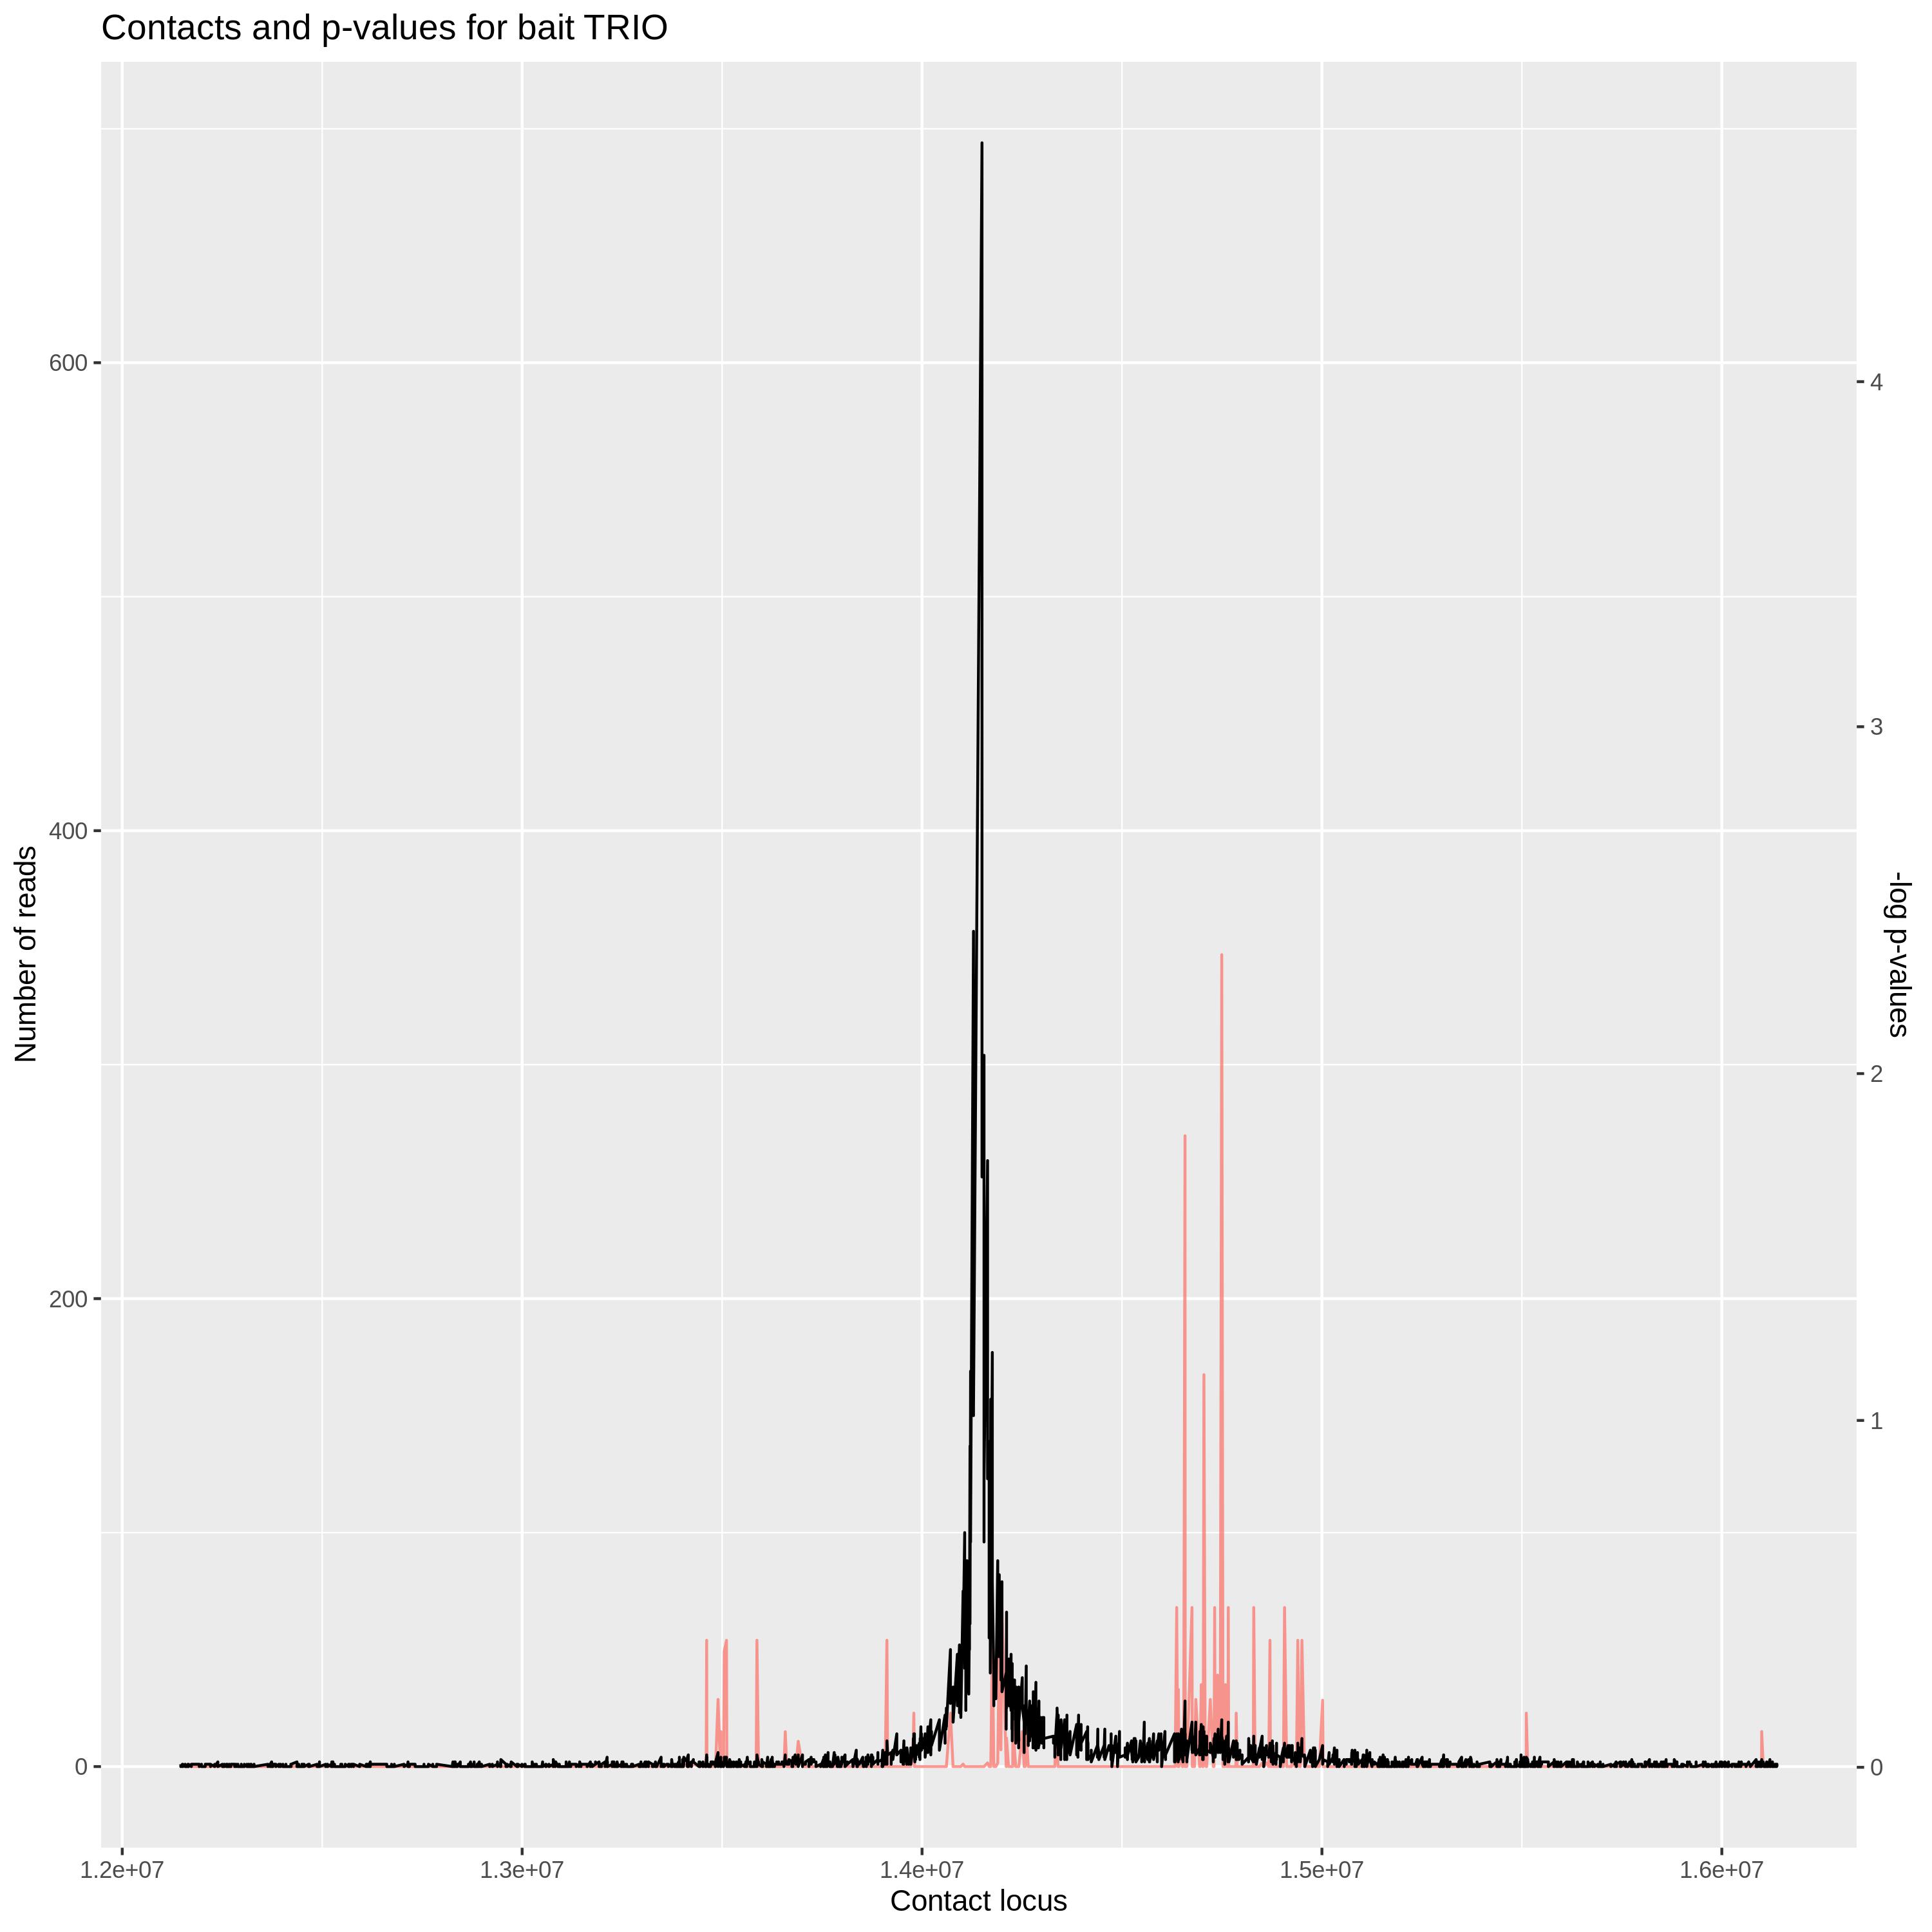 Contacts and p-values for bait TRIO
Number of reads
600
400
200
0
4
3
2
1
0
-log p-values
1.2e+07
1.3e+07
1.4e+07
1.5e+07
1.6e+07
Contact locus